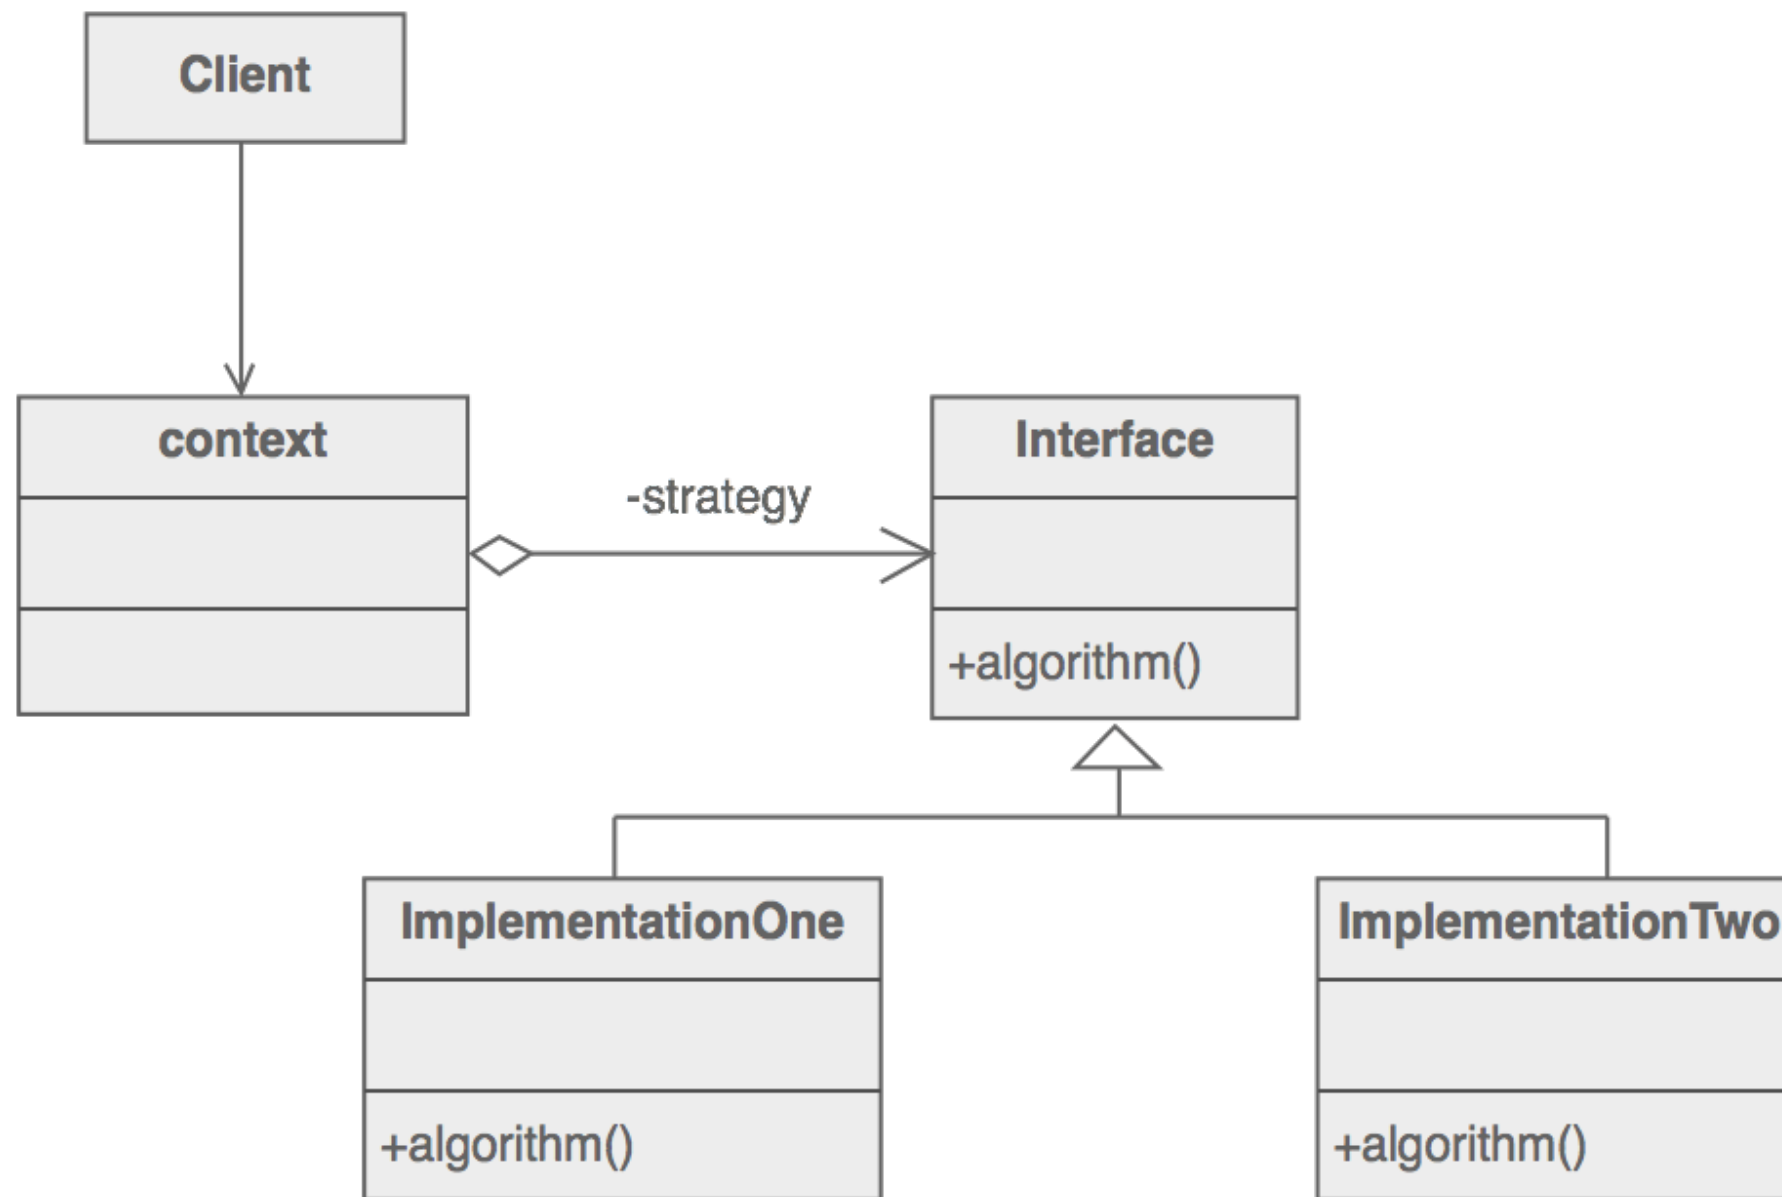 Client
context
-strategy
Interface
+algorithm()
ImplementationOne
+algorithm()
ImplementationTwo
+algorithm()